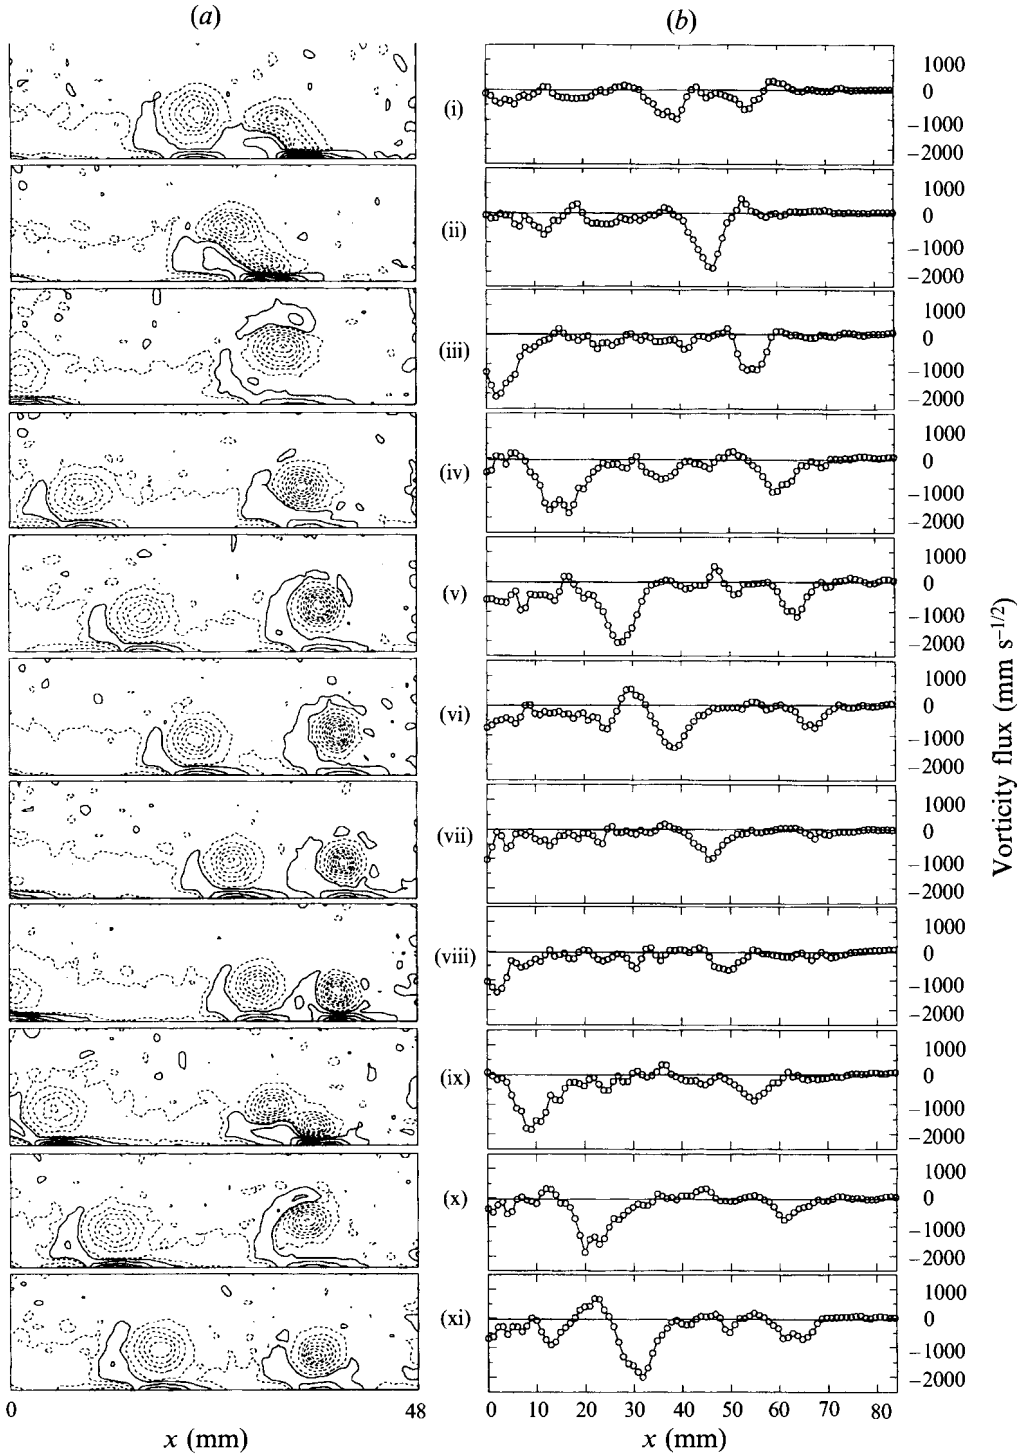 (a) (b)
(i) 1000 0 −1000 −2000
(ii) 1000 0 −1000 −2000
(iii) 1000 0 −1000 −2000
(iv) 1000 0 −1000 −2000
(v) 1000 0 −1000 −2000
(vi) 1000 0 −1000 −2000
(vii) 1000 0 −1000 −2000
(viii) 1000 0 −1000 −2000
(ix) 1000 0 −1000 −2000
(x) 1000 0 −1000 −2000
(xi) 1000 0 −1000 −2000
Vorticity flux (mm s−1/2)
0 48 0 10 20 30 40 50 60 70 80
x (mm) x (mm)